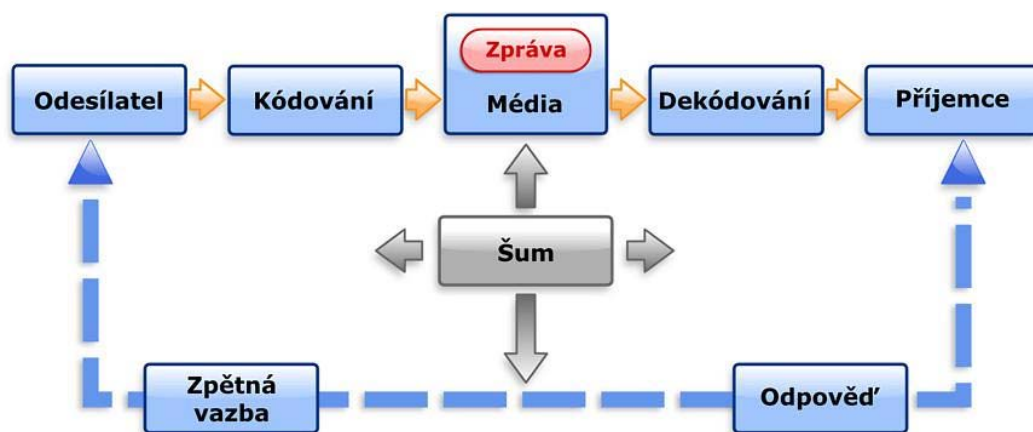 Zpráva
Odesílatel
Kódování
Média
Dekódování
Příjemce
Šum
Zpětná
vazba
Odpověď